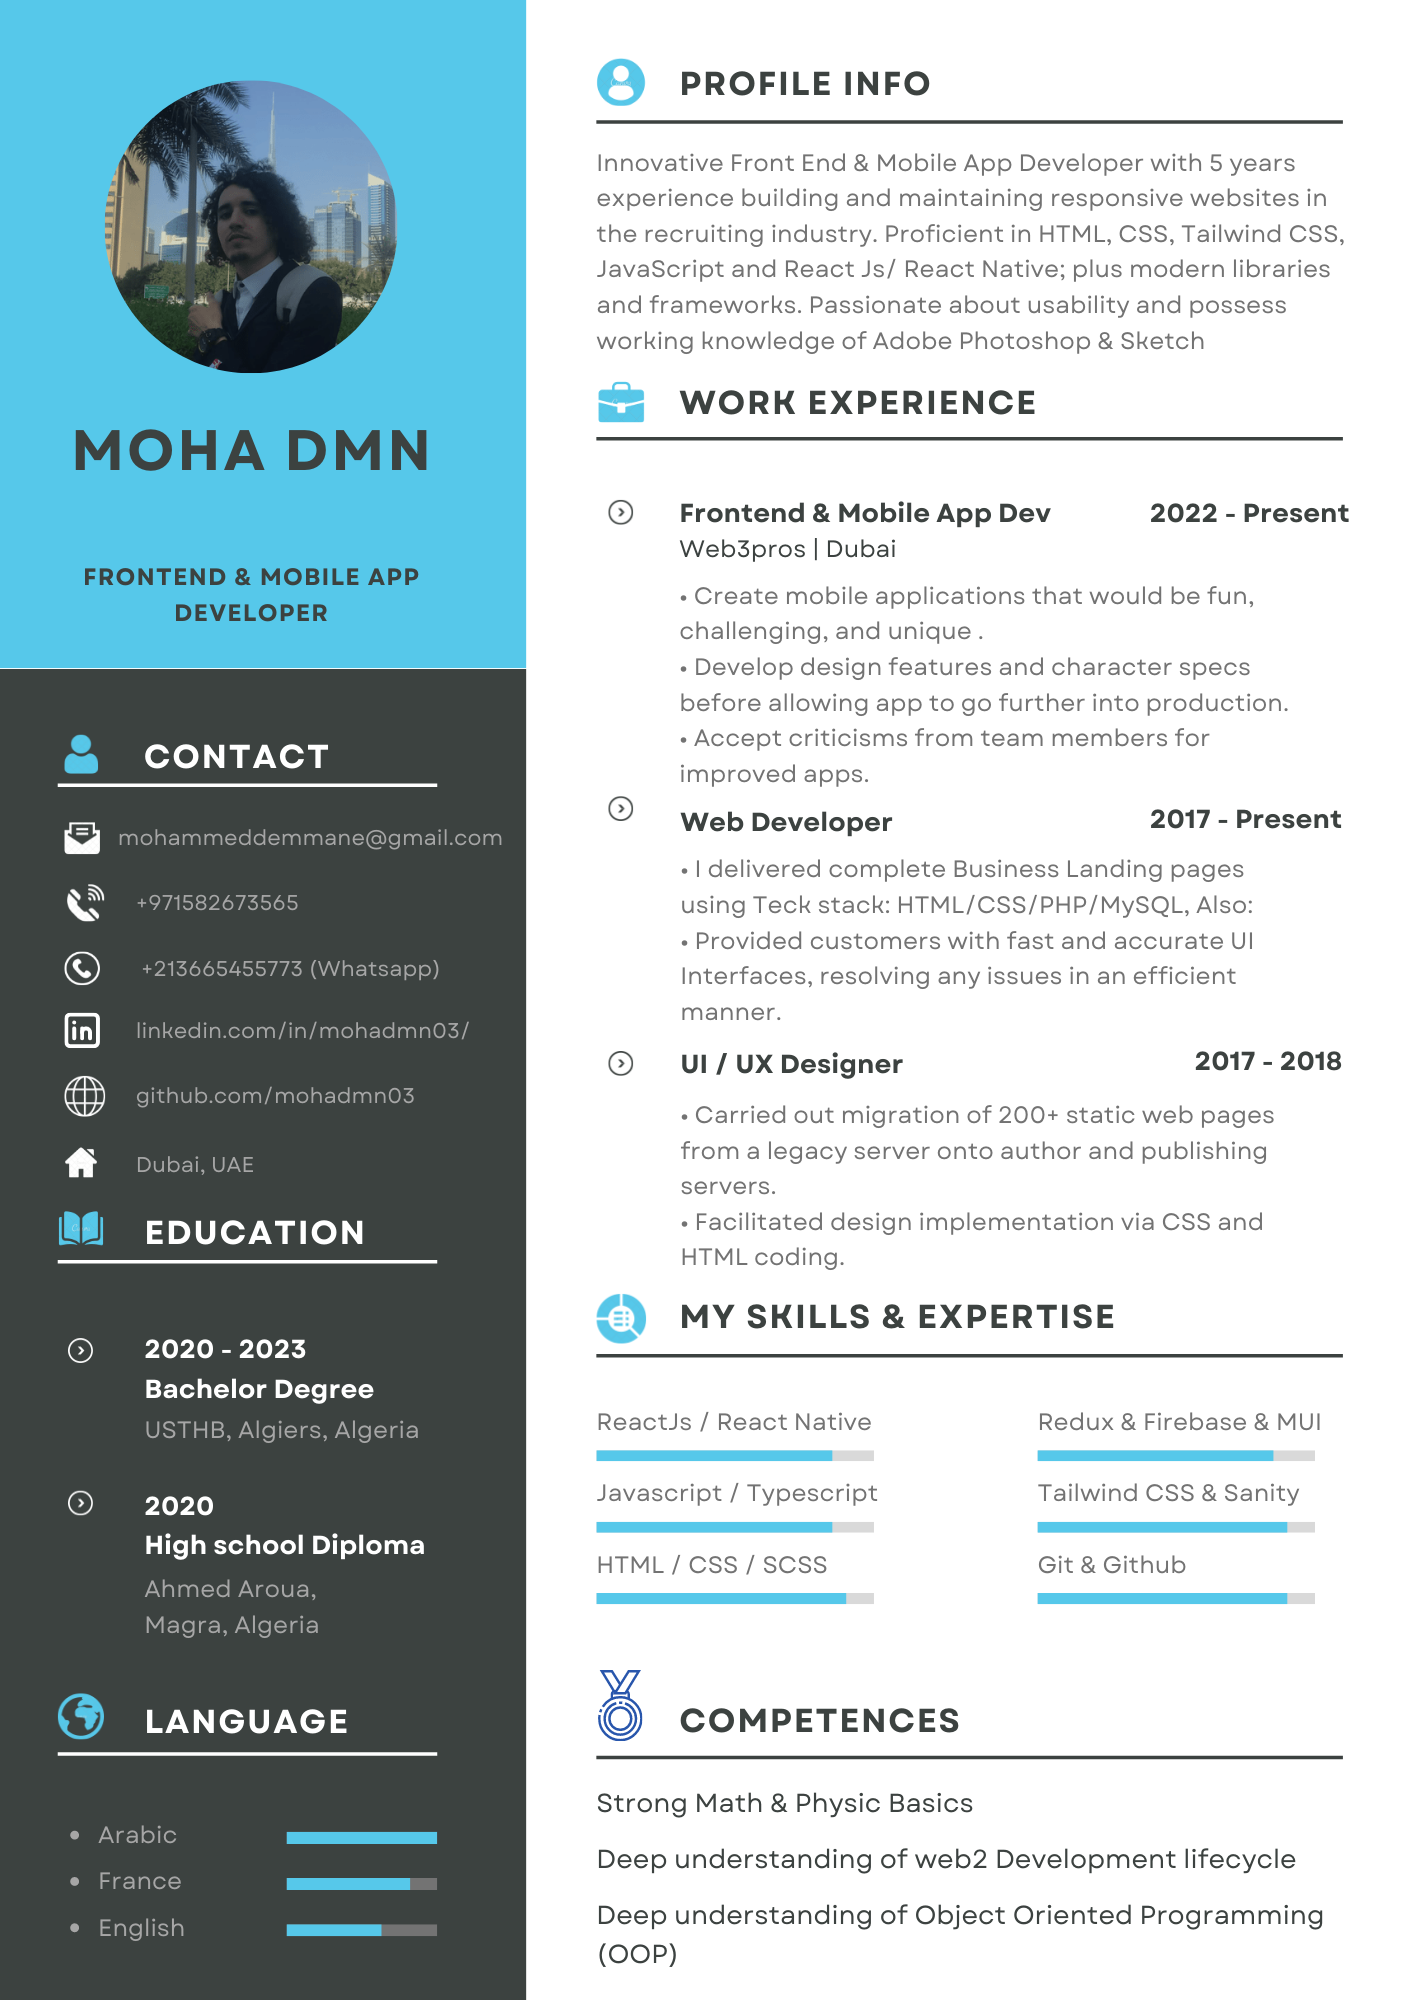 MOHA DMN
FRONTEND & MOBILE APP
DEVELOPER
CONTACT
mohammeddemmane@gmail.com
+971582673565
+213665455773 (Whatsapp)
linkedin.com/in/mohadmn03/
github.com/mohadmn03
Dubai, UAE
EDUCATION
2020 - 2023
Bachelor Degree
USTHB, Algiers, Algeria
2020
High school Diploma
Ahmed Aroua,
Magra, Algeria
LANGUAGE
• Arabic
• France
• English
PROFILE INFO
Innovative Front End & Mobile App Developer with 5 years
experience building and maintaining responsive websites in
the recruiting industry. Proficient in HTML, CSS, Tailwind CSS,
JavaScript and React Js/ React Native; plus modern libraries
and frameworks. Passionate about usability and possess
working knowledge of Adobe Photoshop & Sketch
WORK EXPERIENCE
Frontend & Mobile App Dev 2022 - Present
Web3pros | Dubai
• Create mobile applications that would be fun,
challenging, and unique .
• Develop design features and character specs
before allowing app to go further into production.
• Accept criticisms from team members for
improved apps.
Web Developer 2017 - Present
• I delivered complete Business Landing pages
using Teck stack: HTML/CSS/PHP/MySQL, Also:
• Provided customers with fast and accurate UI
Interfaces, resolving any issues in an efficient
manner.
UI / UX Designer 2017 - 2018
• Carried out migration of 200+ static web pages
from a legacy server onto author and publishing
servers.
• Facilitated design implementation via CSS and
HTML coding.
MY SKILLS & EXPERTISE
ReactJs / React Native Redux & Firebase & MUI
Javascript / Typescript Tailwind CSS & Sanity
HTML / CSS / SCSS Git & Github
COMPETENCES
Strong Math & Physic Basics
Deep understanding of web2 Development lifecycle
Deep understanding of Object Oriented Programming
(OOP)